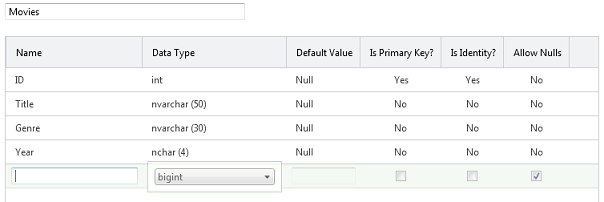 Movies
Name Data Type Default Value Is Primary Key? Is Identity? Allow Nulls
ID int Null Yes Yes No
Title nvarchar (50) Null No No No
Genre nvarchar (30) Null No No No
Year nchar (4) Null No No No
bigint